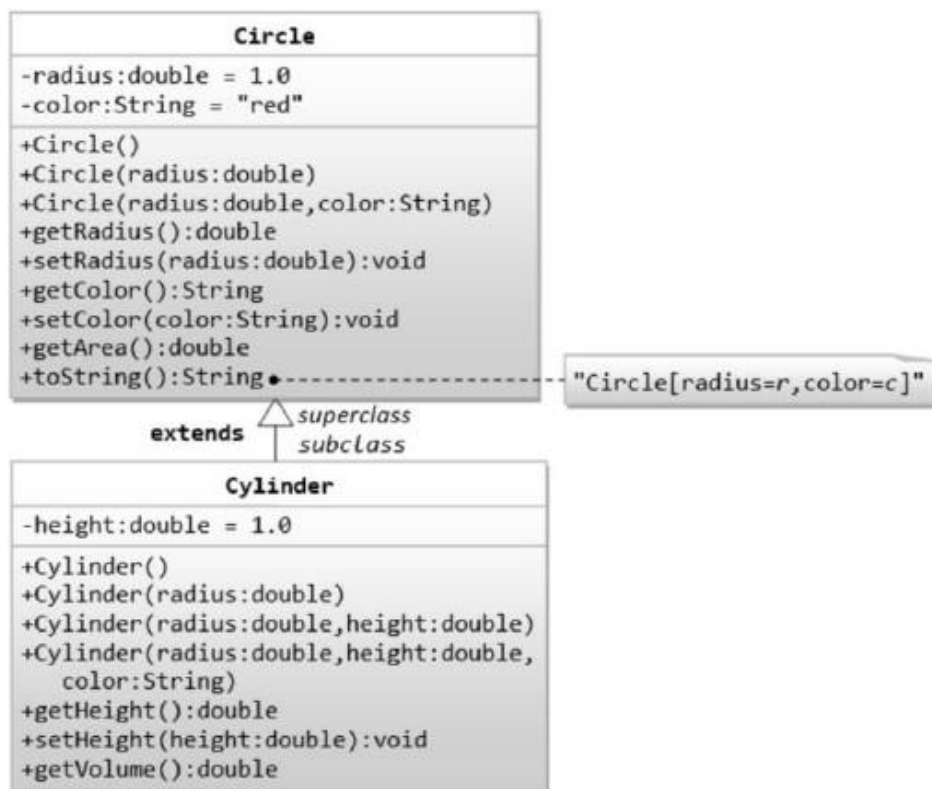 Circle
-radius:double = 1.0
-color:String = "red"
+Circle()
+Circle(radius:double)
+Circle(radius:double,color:String)
+getRadius():double
+setRadius(radius:double):void
+getColor():String
+setColor(color:String):void
+getArea():double
+toString():String
"Circle[radius=r,color=c]"
superclass
extends
subclass
Cylinder
-height:double = 1.0
+Cylinder()
+Cylinder(radius:double)
+Cylinder(radius:double,height:double)
+Cylinder(radius:double,height:double,
color:String)
+getHeight():double
+setHeight(height:double):void
+getVolume():double